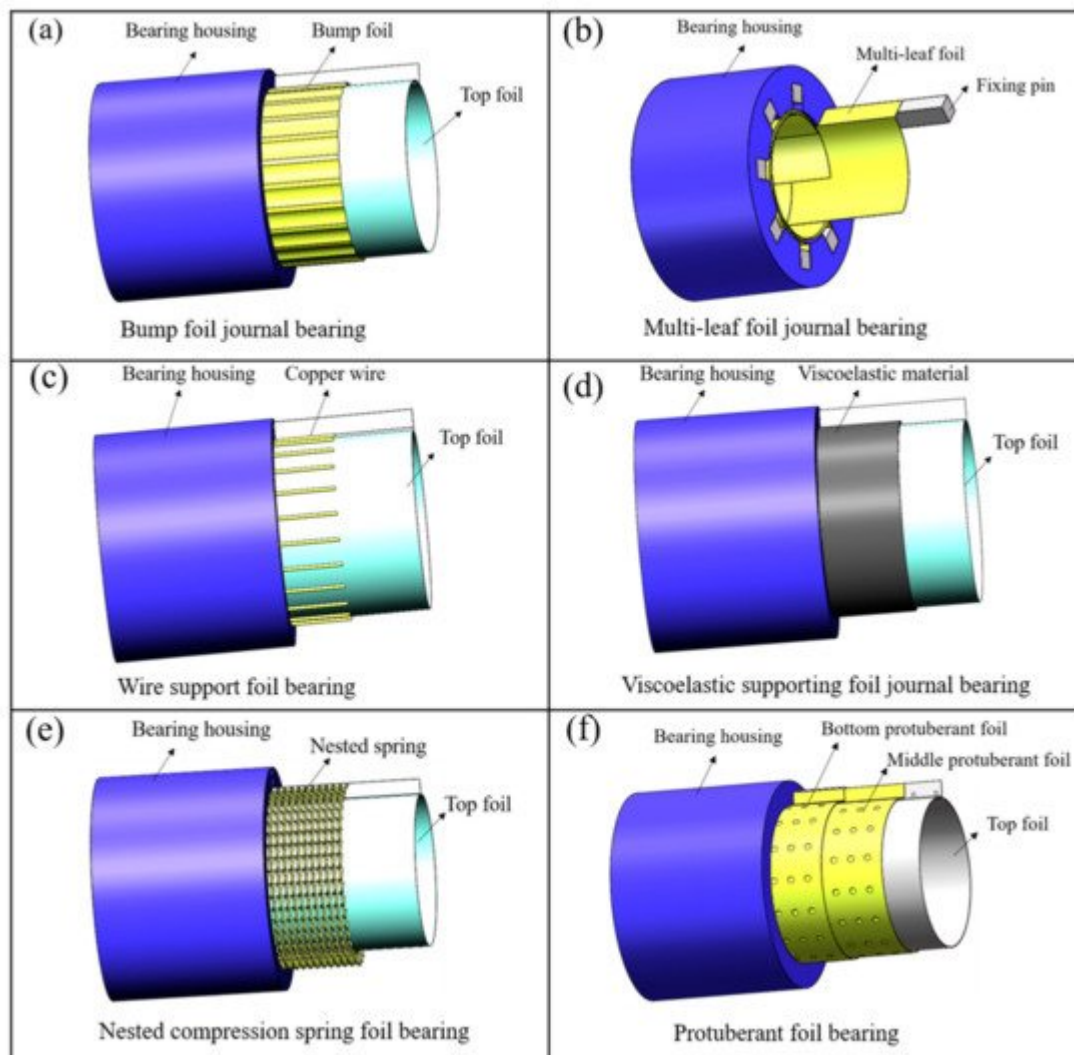 (a)
Bearing housing
Bump foil
Top foil
Bump foil journal bearing
(b)
Bearing housing
Multi-leaf foil
Fixing pin
Multi-leaf foil journal bearing
(c)
Bearing housing
Copper wire
Top foil
Wire support foil bearing
(d)
Bearing housing
Viscoelastic material
Top foil
Viscoelastic supporting foil journal bearing
(e)
Bearing housing
Nested spring
Top foil
Nested compression spring foil bearing
(f)
Bottom protuberant foil
Bearing housing
Middle protuberant foil
Top foil
Protuberant foil bearing